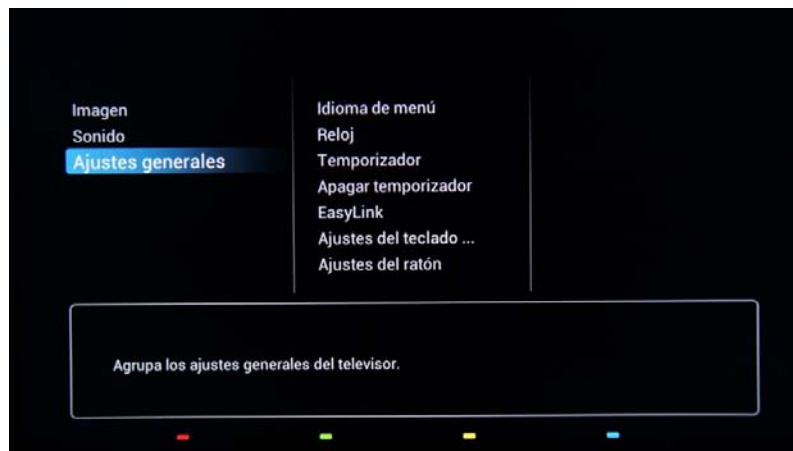 Imagen
Sonido
Ajustes generales
Idioma de menú
Reloj
Temporizador
Apagar temporizador
EasyLink
Ajustes del teclado ...
Ajustes del ratón
Agrupa los ajustes generales del televisor.